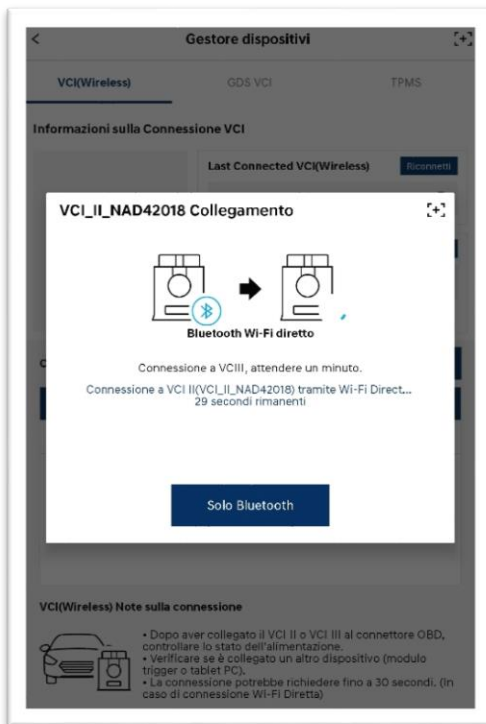 Gestore dispositivi
VCI(Wireless)
GDS VCI
TPMS
Informazioni sulla Connessione VCI
Last Connected VCI(Wireless)
Riconnetti
VCI_II_NAD42018 Collegamento
Bluetooth Wi-Fi diretto
Connessione a VCIII, attendere un minuto.
Connessione a VCI II(VCI_II_NAD42018) tramite Wi-Fi Direct...
29 secondi rimanenti
Solo Bluetooth
VCI(Wireless) Note sulla connessione
• Dopo aver collegato il VCI II o VCI III al connettore OBD,
controllare lo stato dell'alimentazione.
• Verificare se è collegato un altro dispositivo (modulo
trigger o tablet PC).
• La connessione potrebbe richiedere fino a 30 secondi. (In
caso di connessione Wi-Fi Diretta)